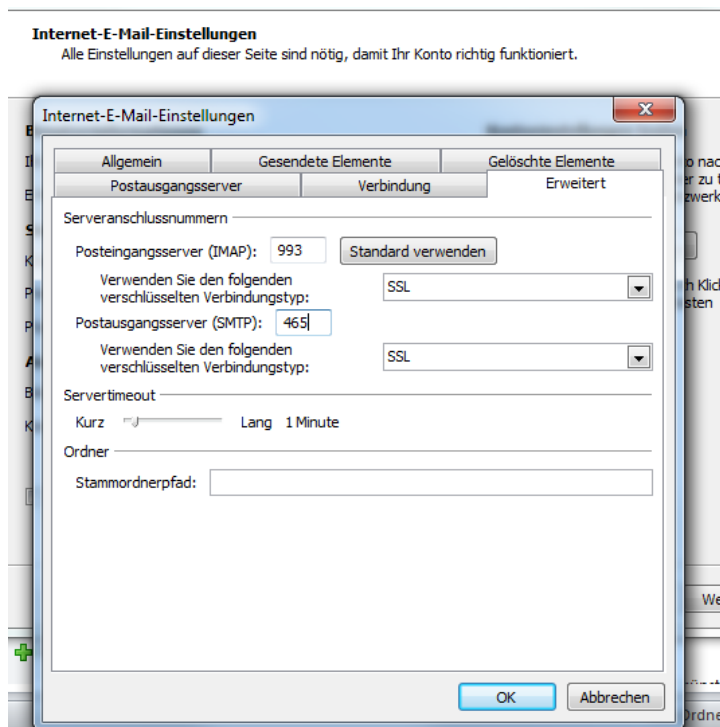 Internet-E-Mail-Einstellungen
Alle Einstellungen auf dieser Seite sind nötig, damit Ihr Konto richtig funktioniert.
Internet-E-Mail-Einstellungen
Allgemein Gesendete Elemente Gelöschte Elemente
Postausgangsserver Verbindung Erweitert
Serveranschlussnummern
Posteingangsserver (IMAP): 993 Standard verwenden
Verwenden Sie den folgenden
verschlüsselten Verbindungstyp: SSL
Postausgangsserver (SMTP): 465
Verwenden Sie den folgenden
verschlüsselten Verbindungstyp: SSL
Servertimeout
Kurz Lang 1 Minute
Ordner
Stammordnerpfad:
We
OK Abbrechen